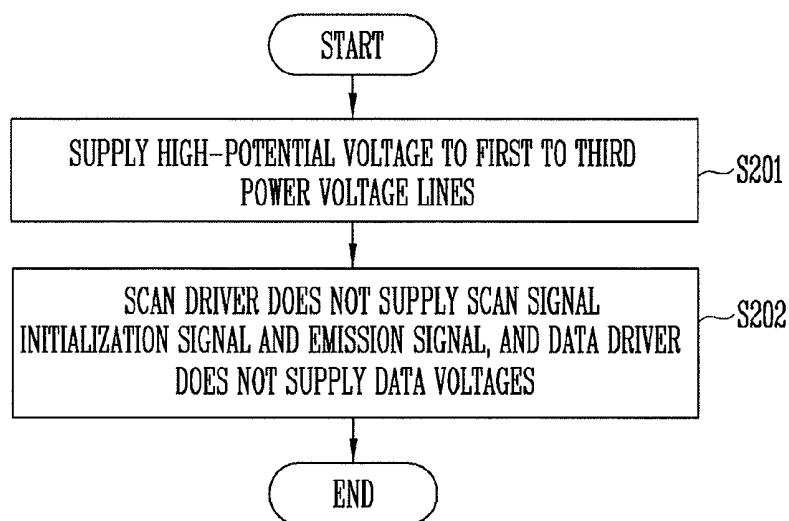 START
SUPPLY HIGH-POTENTIAL VOLTAGE TO FIRST TO THIRD
POWER VOLTAGE LINES
S201
SCAN DRIVER DOES NOT SUPPLY SCAN SIGNAL
INITIALIZATION SIGNAL AND EMISSION SIGNAL, AND DATA DRIVER
DOES NOT SUPPLY DATA VOLTAGES
S202
END